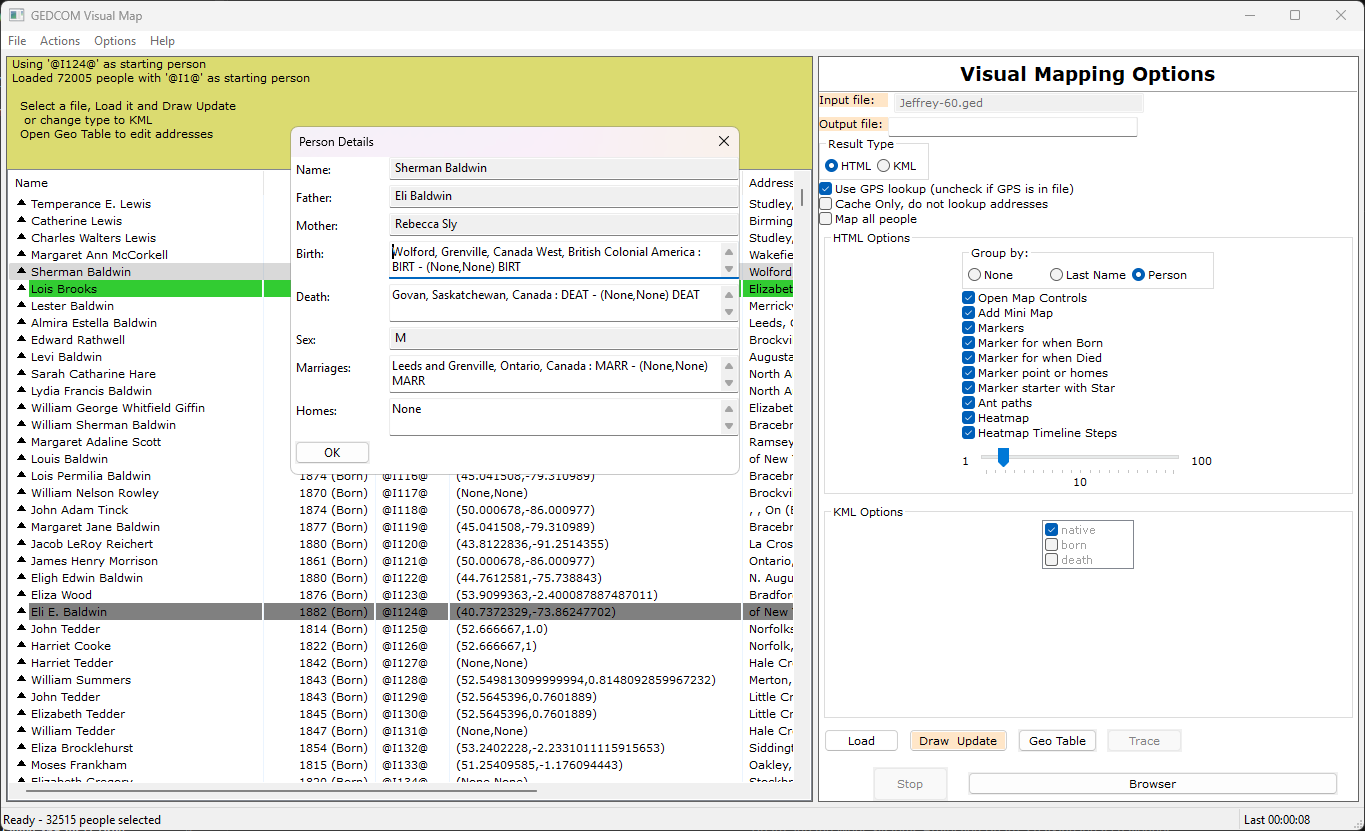 GEDCOM Visual Map
File Actions Options Help
Using '@I124@' as starting person
Loaded 72005 people with '@I1@' as starting person
Select a file, Load it and Draw Update
or change type to KML
Open Geo Table to edit addresses
Person Details
Name: Sherman Baldwin
Father: Eli Baldwin
Mother: Rebecca Sly
Birth: Wolford, Grenville, Canada West, British Colonial America :
BIRT - (None,None) BIRT
Death: Govan, Saskatchewan, Canada : DEAT - (None,None) DEAT
Sex: M
Marriages: Leeds and Grenville, Ontario, Canada : MARR - (None,None)
MARR
Homes: None
OK
Name Address
Temperance E. Lewis Studley,
Catherine Lewis Birming
Charles Walters Lewis Studley,
Margaret Ann McCorkell Wakefie
Sherman Baldwin Wolford
Lois Brooks Elizabet
Lester Baldwin Merrick
Almira Estella Baldwin Leeds,
Edward Rathwell Brockvi
Levi Baldwin Augusta
Sarah Catharine Hare North A
Lydia Francis Baldwin North A
William George Whitfield Giffin Elizabet
William Sherman Baldwin Bracebr
Margaret Adaline Scott Ramsey
Louis Baldwin of New
Lois Permilia Baldwin 1874 (Born) @I116@ (45.041508,-79.310989) Bracebr
William Nelson Rowley 1870 (Born) @I117@ (None,None) Brockvi
John Adam Tinck 1874 (Born) @I118@ (50.000678,-86.000977) , , On (
Margaret Jane Baldwin 1877 (Born) @I119@ (45.041508,-79.310989) Bracebr
Jacob LeRoy Reichert 1880 (Born) @I120@ (43.8122836,-91.2514355) La Cros
James Henry Morrison 1861 (Born) @I121@ (50.000678,-86.000977) Ontario,
Eligh Edwin Baldwin 1880 (Born) @I122@ (44.7612581,-75.738843) N. Augu
Eliza Wood 1876 (Born) @I123@ (53.9099363,-2.400087887487011) Bradfor
Eli E. Baldwin 1882 (Born) @I124@ (40.7372329,-73.86247702) of New
John Tedder 1814 (Born) @I125@ (52.666667,1.0) Norfolks
Harriet Cooke 1822 (Born) @I126@ (52.666667,1) Norfolk,
Harriet Tedder 1842 (Born) @I127@ (None,None) Hale Cr
William Summers 1843 (Born) @I128@ (52.549813099999994,0.8148092859967232) Merton,
John Tedder 1843 (Born) @I129@ (52.5645396,0.7601889) Little Cr
Elizabeth Tedder 1845 (Born) @I130@ (52.5645396,0.7601889) Little Cr
William Tedder 1847 (Born) @I131@ (None,None) Hale Cr
Eliza Brocklehurst 1854 (Born) @I132@ (53.2402228,-2.2331011115915653) Siddingt
Moses Frankham 1815 (Born) @I133@ (51.25409585,-1.176094443) Oakley,
Elizabeth Gregory 1820 (Born) @I134@ (None,None)
Visual Mapping Options
Input file: Jeffrey-60.ged
Output file:
Result Type
HTML KML
Use GPS lookup (uncheck if GPS is in file)
Cache Only, do not lookup addresses
Map all people
HTML Options
Group by:
None Last Name Person
Open Map Controls
Add Mini Map
Markers
Marker for when Born
Marker for when Died
Marker point or homes
Marker starter with Star
Ant paths
Heatmap
Heatmap Timeline Steps
1 100
10
KML Options
native
born
death
Load Draw Update Geo Table Trace
Stop Browser
Ready - 32515 people selected Last 00:00:08